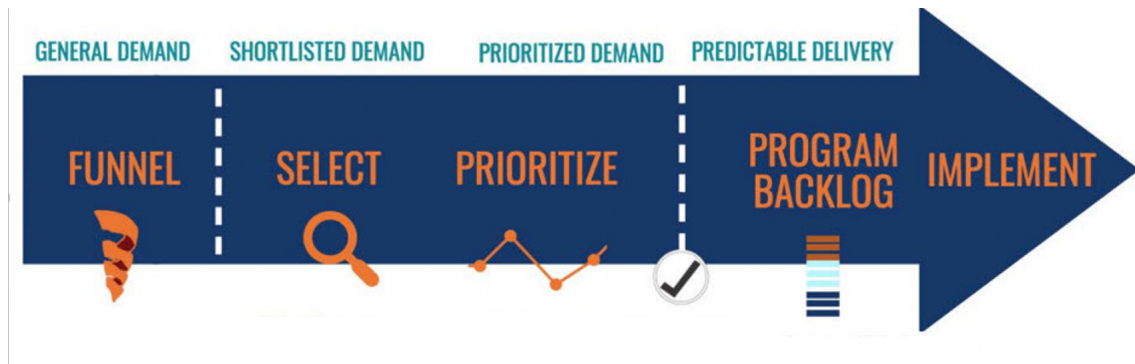 GENERAL DEMAND
SHORTLISTED DEMAND
PRIORITIZED DEMAND
PREDICTABLE DELIVERY
FUNNEL
SELECT
PRIORITIZE
PROGRAM
BACKLOG
IMPLEMENT